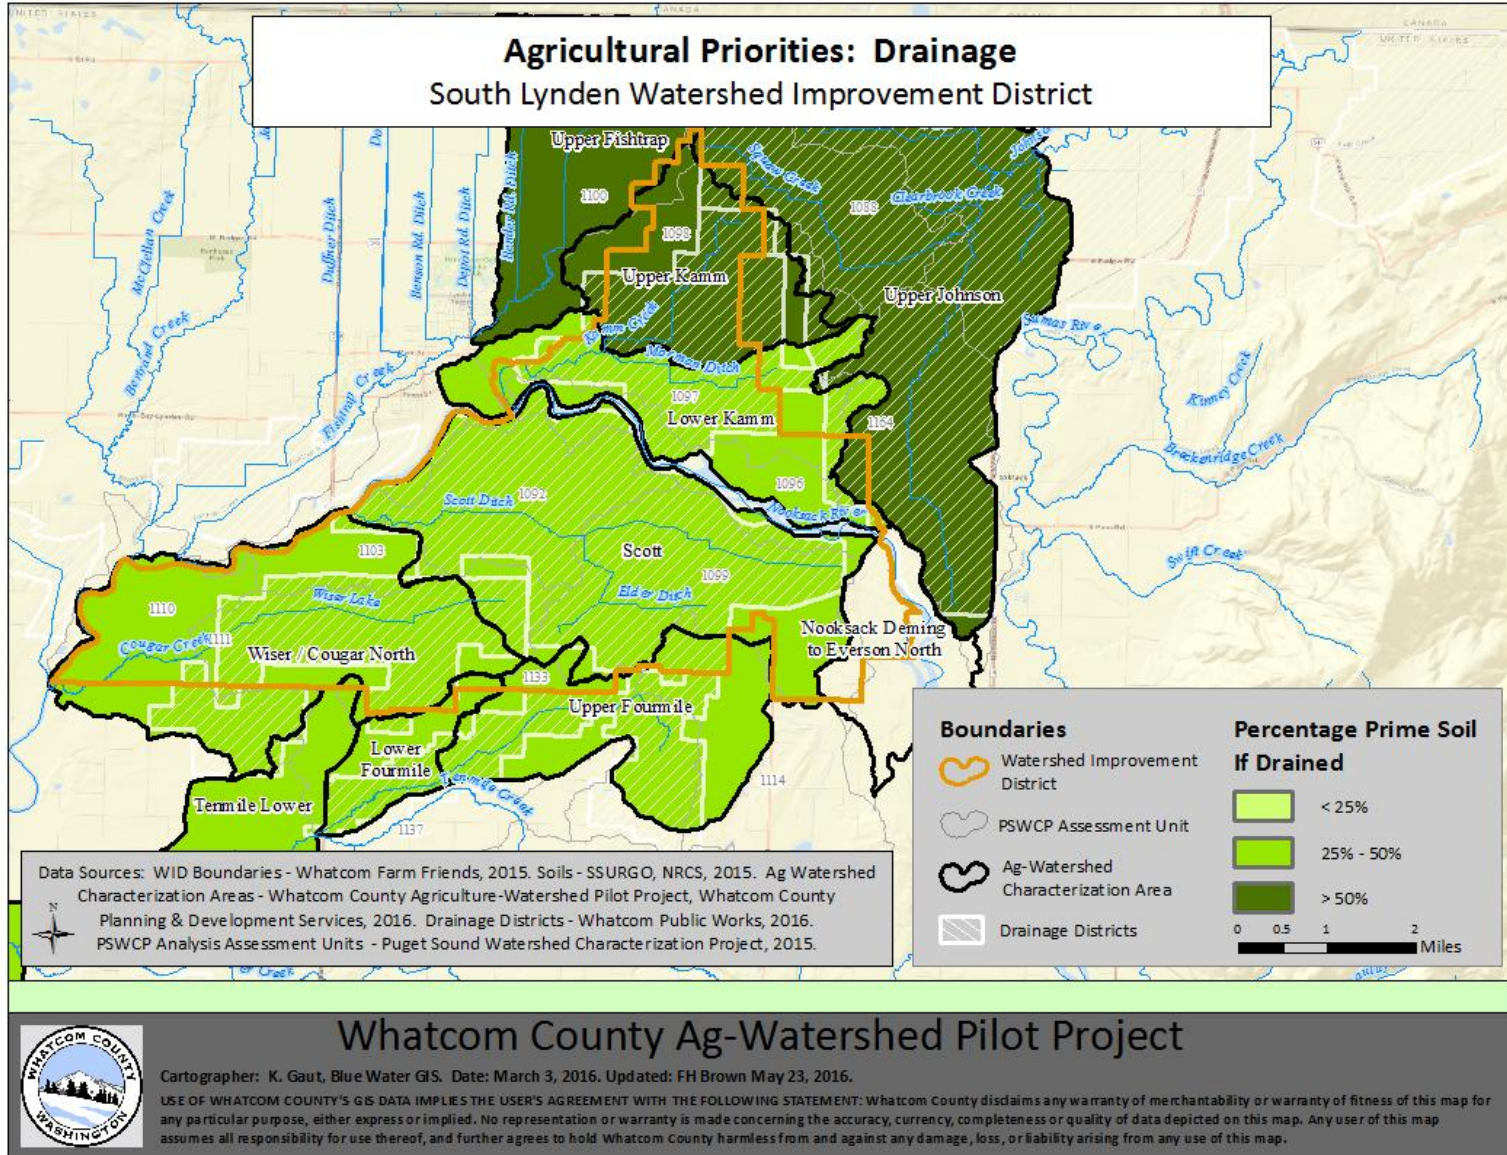 UNITED STATES
CANADA
CANADA
UNITED STATES
Agricultural Priorities: Drainage
South Lynden Watershed Improvement District
Upper Fishtrap
Squaw Creek
Clearbrook Creek
1100
1088
McClellan Creek
Duffner Ditch
Benson Rd. Ditch
Depot Rd. Ditch
Bender Rd. Ditch
1098
Upper Kamm
Upper Johnson
Bertrand Creek
Kamm Creek
Sumas River
Mormon Ditch
Kinney Creek
Fishtrap Creek
1097
Lower Kamm
1164
Breckenridge Creek
Scott Ditch
1092
1096
Nooksack River
1103
Scott
Swift Creek
1099
Elder Ditch
Wiser Lake
1110
Cougar Creek
1111
Wiser / Cougar North
Nooksack Deming
to Everson North
1133
Upper Fourmile
Lower
Fourmile
Tenmile Creek
1114
Tenmile Lower
1137
Boundaries
Watershed Improvement
District
PSWCP Assessment Unit
Ag-Watershed
Characterization Area
Drainage Districts
Percentage Prime Soil
If Drained
< 25%
25% - 50%
> 50%
0 0.5 1 2
Miles
Data Sources: WID Boundaries - Whatcom Farm Friends, 2015. Soils - SSURGO, NRCS, 2015. Ag Watershed
Characterization Areas - Whatcom County Agriculture-Watershed Pilot Project, Whatcom County
Planning & Development Services, 2016. Drainage Districts - Whatcom Public Works, 2016.
PSWCP Analysis Assessment Units - Puget Sound Watershed Characterization Project, 2015.
N
Whatcom County Ag-Watershed Pilot Project
WHATCOM COUNTY
WASHINGTON
Cartographer: K. Gaut, Blue Water GIS. Date: March 3, 2016. Updated: FH Brown May 23, 2016.
USE OF WHATCOM COUNTY'S GIS DATA IMPLIES THE USER'S AGREEMENT WITH THE FOLLOWING STATEMENT: Whatcom County disclaims any warranty of merchantability or warranty of fitness of this map for
any particular purpose, either express or implied. No representation or warranty is made concerning the accuracy, currency, completeness or quality of data depicted on this map. Any user of this map
assumes all responsibility for use thereof, and further agrees to hold Whatcom County harmless from and against any damage, loss, or liability arising from any use of this map.